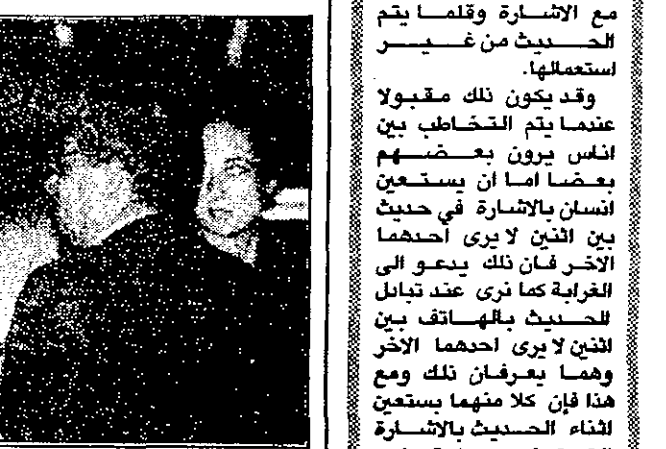 مع الاشارة وقلما يتم
الحديث من غير
استعمالها.
وقد يكون ذلك مقبولا
عندما يتم التخاطب بين
اناس يرون بعضهم
بعضا اما ان يستعين
انسان بالاشارة في حديث
بين اثنين لا يرى احدهما
الاخر فان ذلك يدعو الى
الغرابة كما نرى عند تبادل
الحديث بالهاتف بين
اثنين لا يرى احدهما الاخر
وهما يعرفان ذلك ومع
هذا فإن كلا منهما يستعين
اثناء الحديث بالاشارة